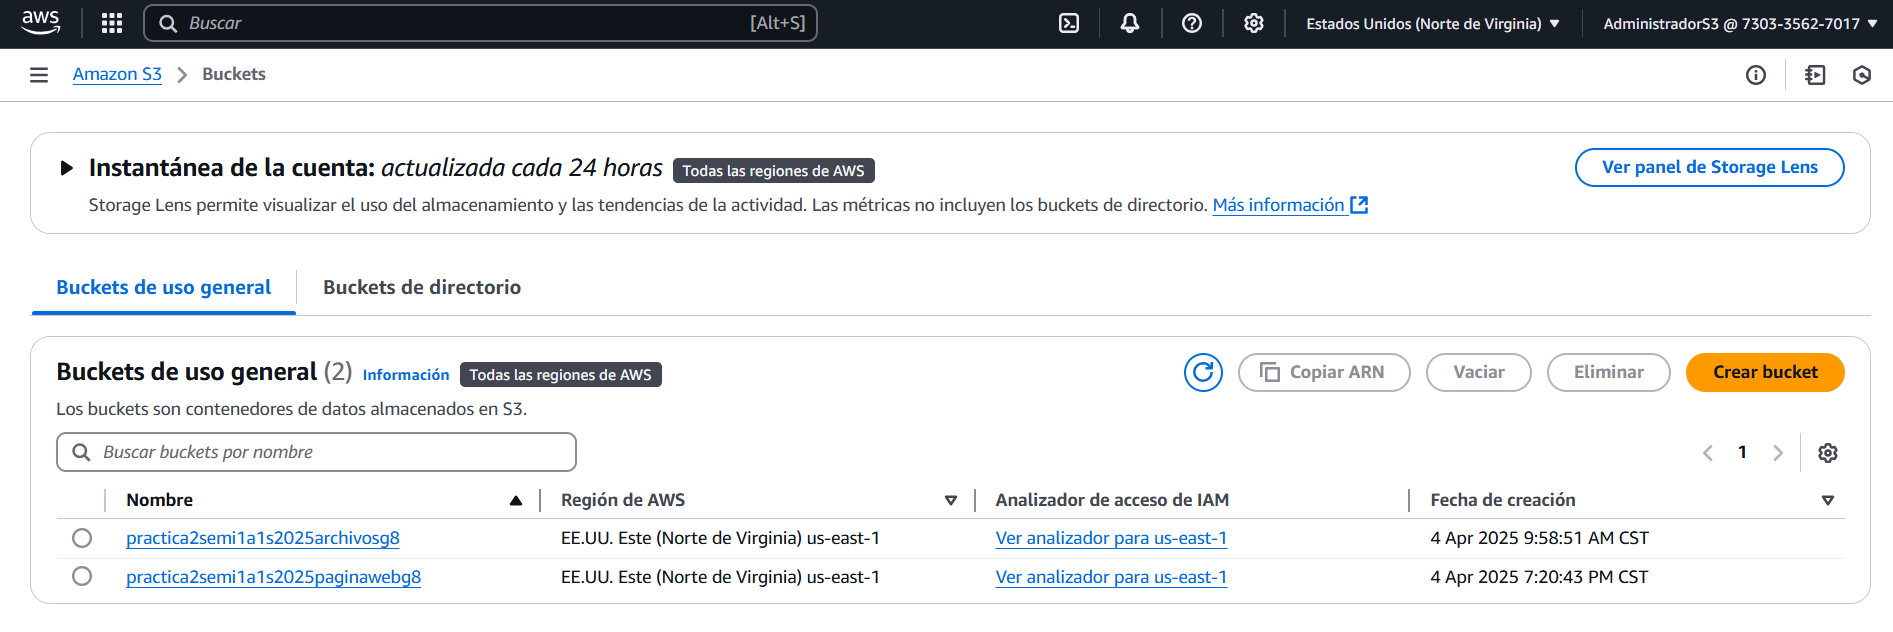 aws Buscar [Alt+S] Estados Unidos (Norte de Virginia) AdministradorS3 @ 7303-3562-7017
Amazon S3 Buckets
Instantánea de la cuenta: actualizada cada 24 horas Todas las regiones de AWS Ver panel de Storage Lens
Storage Lens permite visualizar el uso del almacenamiento y las tendencias de la actividad. Las métricas no incluyen los buckets de directorio. Más información
Buckets de uso general Buckets de directorio
Buckets de uso general (2) Información Todas las regiones de AWS Copiar ARN Vaciar Eliminar Crear bucket
Los buckets son contenedores de datos almacenados en S3.
Buscar buckets por nombre 1
Nombre Región de AWS Analizador de acceso de IAM Fecha de creación
practica2semi1a1s2025archivosg8 EE.UU. Este (Norte de Virginia) us-east-1 Ver analizador para us-east-1 4 Apr 2025 9:58:51 AM CST
practica2semi1a1s2025paginawebg8 EE.UU. Este (Norte de Virginia) us-east-1 Ver analizador para us-east-1 4 Apr 2025 7:20:43 PM CST